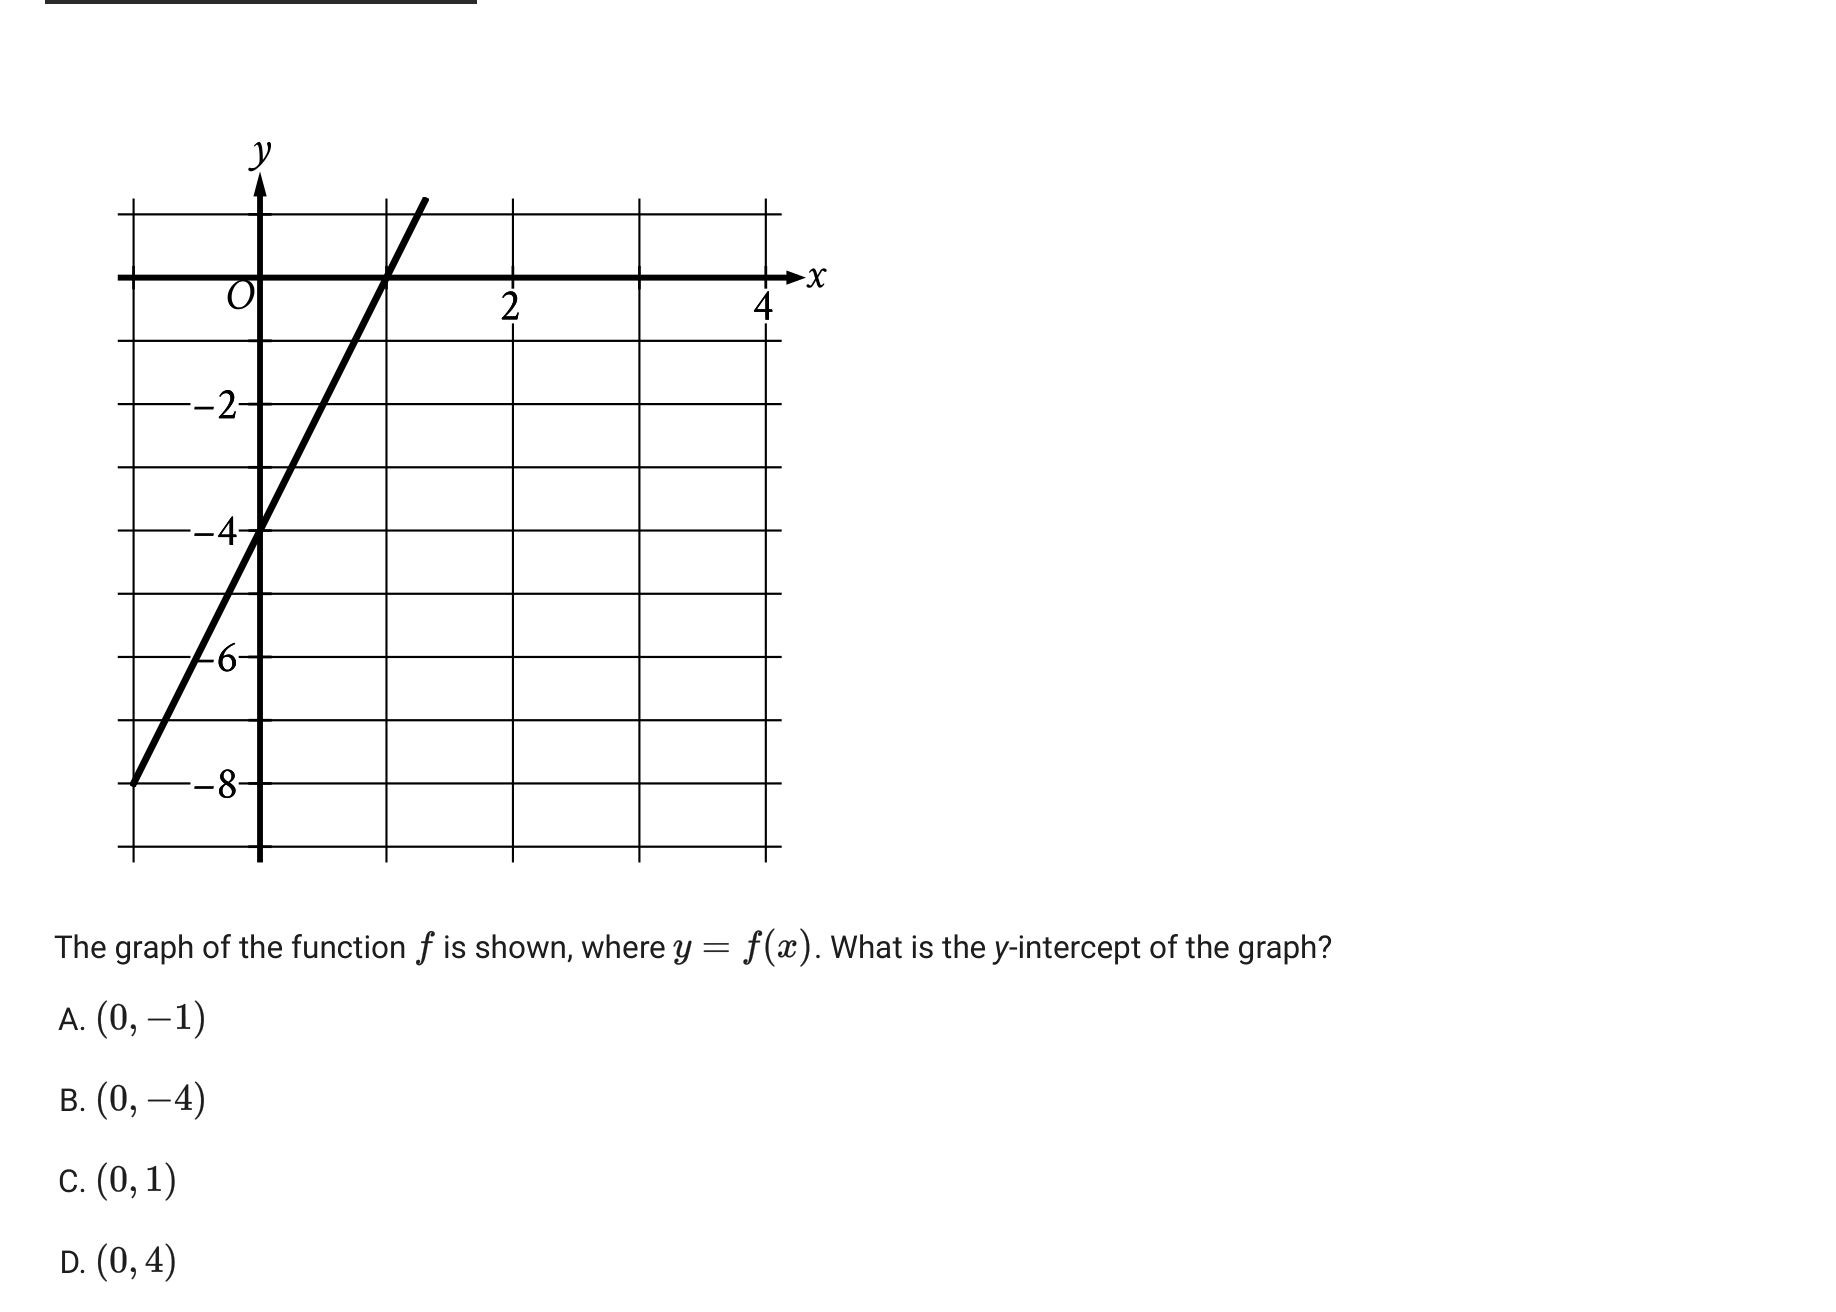 y
x
O
2
4
−2
−4
−6
−8
The graph of the function f is shown, where y = f(x). What is the y-intercept of the graph?
A. (0, −1)
B. (0, −4)
C. (0, 1)
D. (0, 4)